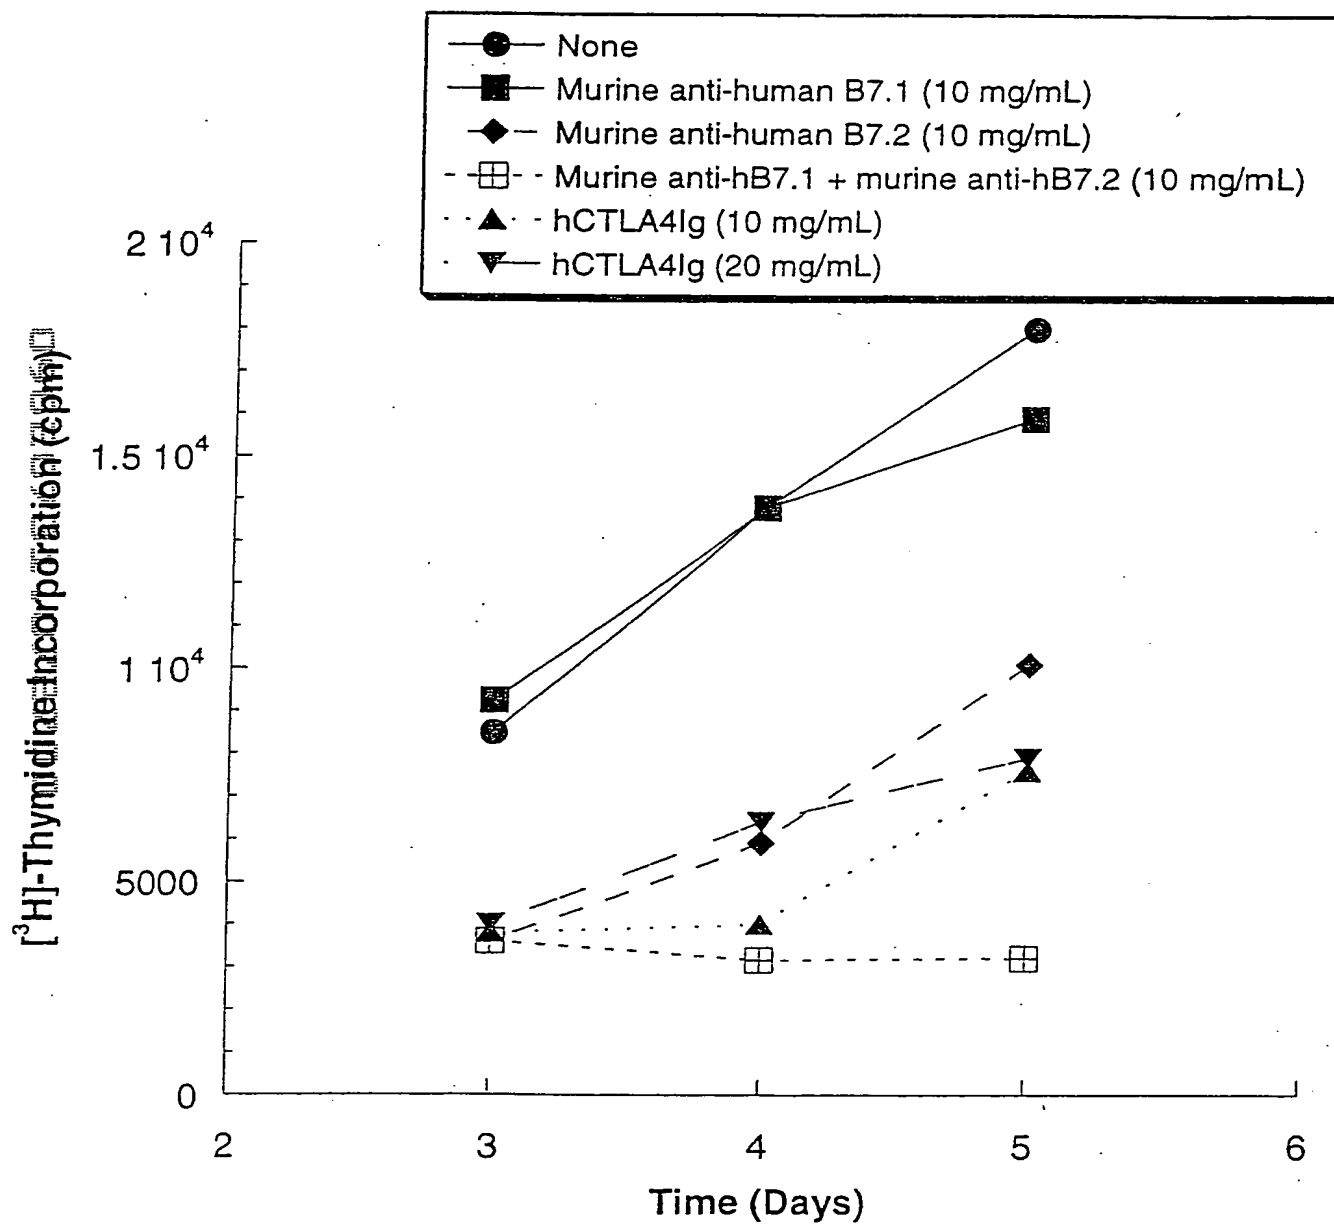 None
Murine anti-human B7.1 (10 mg/mL)
Murine anti-human B7.2 (10 mg/mL)
Murine anti-hB7.1 + murine anti-hB7.2 (10 mg/mL)
hCTLA4Ig (10 mg/mL)
hCTLA4Ig (20 mg/mL)
2 10⁴
1.5 10⁴
1 10⁴
5000
0
[³H]-Thymidine Incorporation (cpm)
2 3 4 5 6
Time (Days)